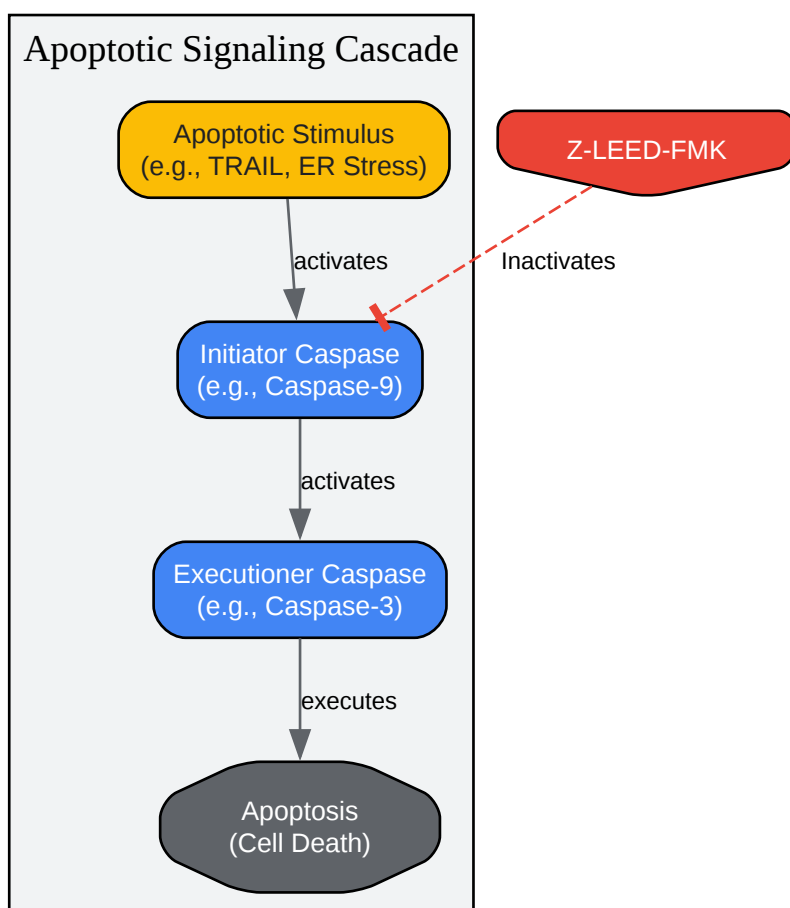 Apoptotic Signaling Cascade
Apoptotic Stimulus
(e.g., TRAIL, ER Stress)
Z-LEED-FMK
activates
Inactivates
Initiator Caspase
(e.g., Caspase-9)
activates
Executioner Caspase
(e.g., Caspase-3)
executes
Apoptosis
(Cell Death)